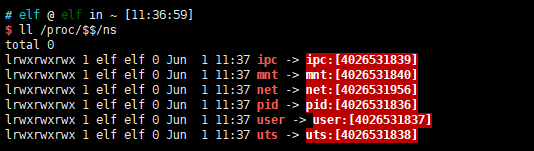 # elf @ elf in ~ [11:36:59]
$ ll /proc/$$/ns
total 0
lrwxrwxrwx 1 elf elf 0 Jun  1 11:37 ipc -> ipc:[4026531839]
lrwxrwxrwx 1 elf elf 0 Jun  1 11:37 mnt -> mnt:[4026531840]
lrwxrwxrwx 1 elf elf 0 Jun  1 11:37 net -> net:[4026531956]
lrwxrwxrwx 1 elf elf 0 Jun  1 11:37 pid -> pid:[4026531836]
lrwxrwxrwx 1 elf elf 0 Jun  1 11:37 user -> user:[4026531837]
lrwxrwxrwx 1 elf elf 0 Jun  1 11:37 uts -> uts:[4026531838]